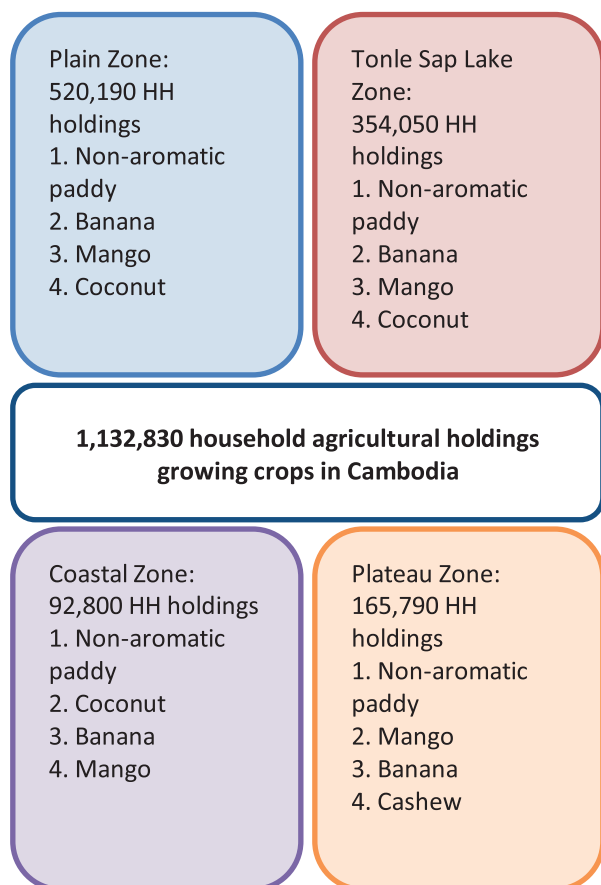 Plain Zone:
520,190 HH
holdings
1. Non-aromatic
paddy
2. Banana
3. Mango
4. Coconut
Tonle Sap Lake
Zone:
354,050 HH
holdings
1. Non-aromatic
paddy
2. Banana
3. Mango
4. Coconut
1,132,830 household agricultural holdings
growing crops in Cambodia
Coastal Zone:
92,800 HH holdings
1. Non-aromatic
paddy
2. Coconut
3. Banana
4. Mango
Plateau Zone:
165,790 HH
holdings
1. Non-aromatic
paddy
2. Mango
3. Banana
4. Cashew